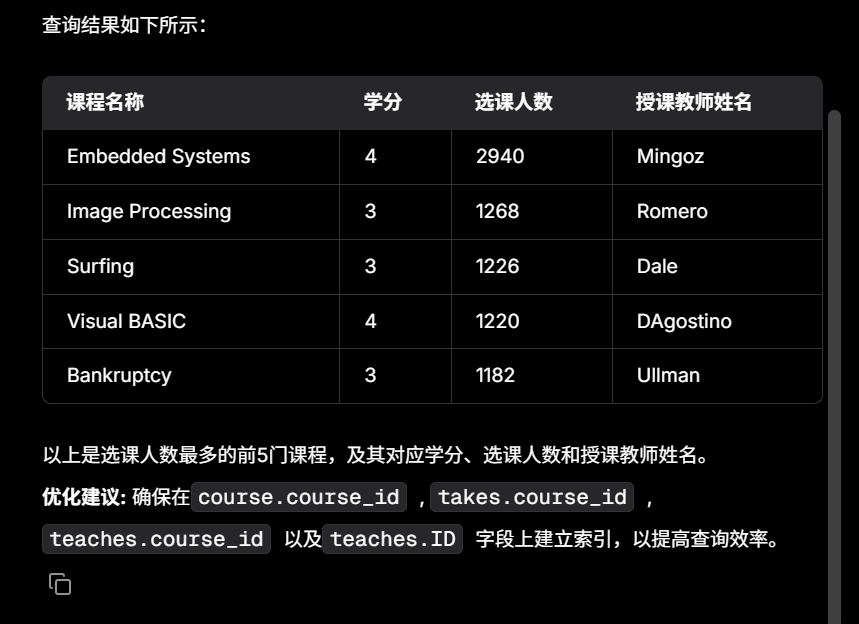 查询结果如下所示：
课程名称 学分 选课人数 授课教师姓名
Embedded Systems 4 2940 Mingoz
Image Processing 3 1268 Romero
Surfing 3 1226 Dale
Visual BASIC 4 1220 DAgostino
Bankruptcy 3 1182 Ullman
以上是选课人数最多的前5门课程，及其对应学分、选课人数和授课教师姓名。
优化建议: 确保在 course.course_id ，takes.course_id ，
teaches.course_id 以及 teaches.ID 字段上建立索引，以提高查询效率。